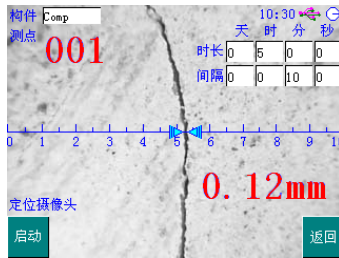 构件 Comp 10:30
测点 天 时 分 秒
001 时长 0 5 0 0
间隔 0 0 10 0
0 1 2 3 4 5 6 7 8 9 1
0.12mm
定位摄像头
启动 返回